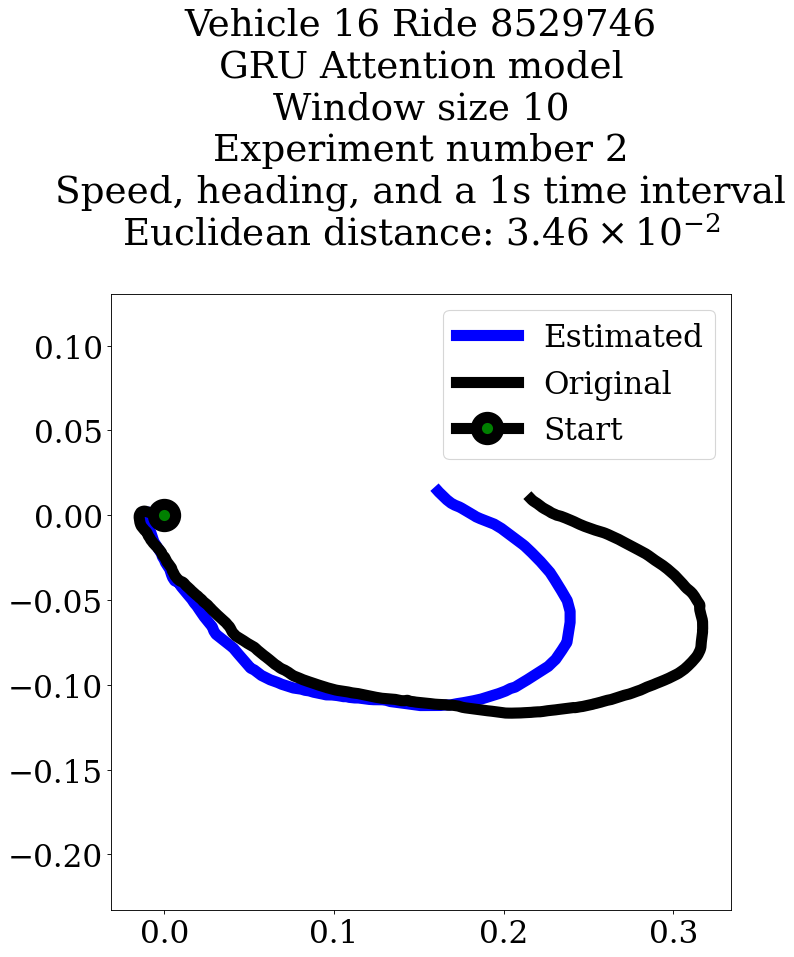 Vehicle 16 Ride 8529746
GRU Attention model
Window size 10
Experiment number 2
Speed, heading, and a 1s time interval
Euclidean distance: 3.46 × 10⁻²
Estimated
Original
Start
0.10
0.05
0.00
−0.05
−0.10
−0.15
−0.20
0.0 0.1 0.2 0.3